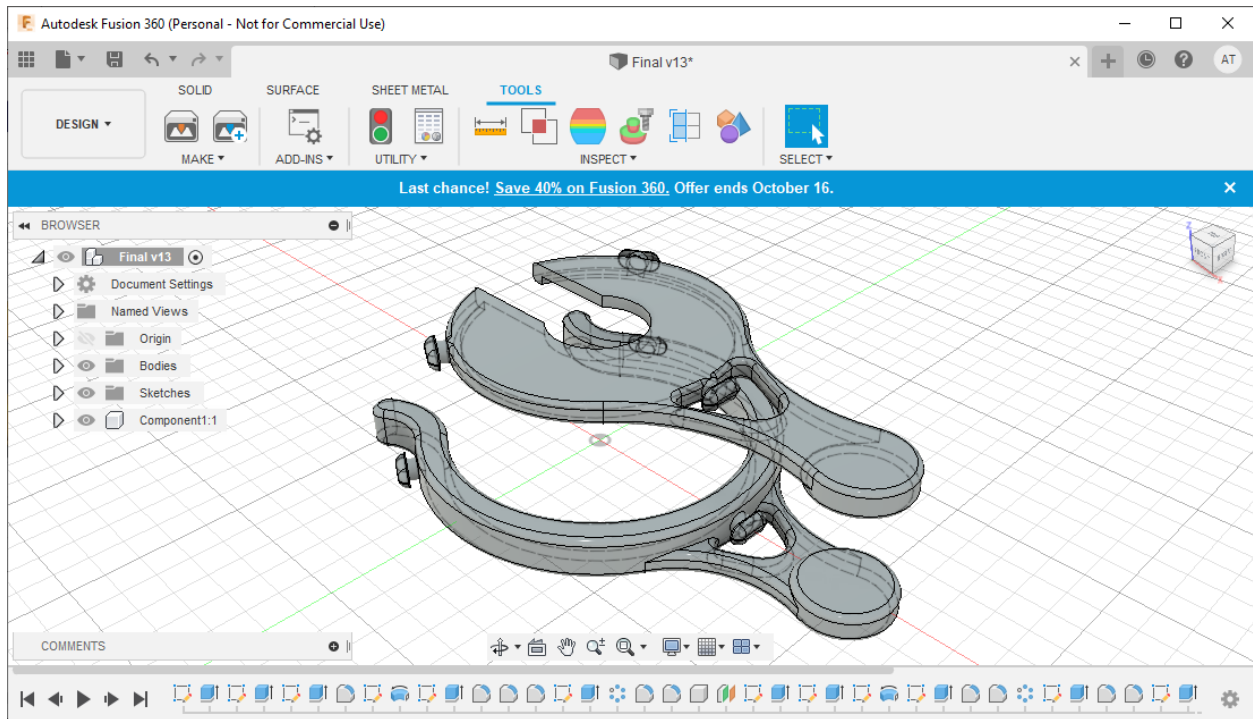 Autodesk Fusion 360 (Personal - Not for Commercial Use)
Final v13*
AT
SOLID
SURFACE
SHEET METAL
TOOLS
DESIGN
MAKE
ADD-INS
UTILITY
INSPECT
SELECT
Last chance! Save 40% on Fusion 360. Offer ends October 16.
BROWSER
Final v13
Document Settings
Named Views
Origin
Bodies
Sketches
Component1:1
Z
X
COMMENTS